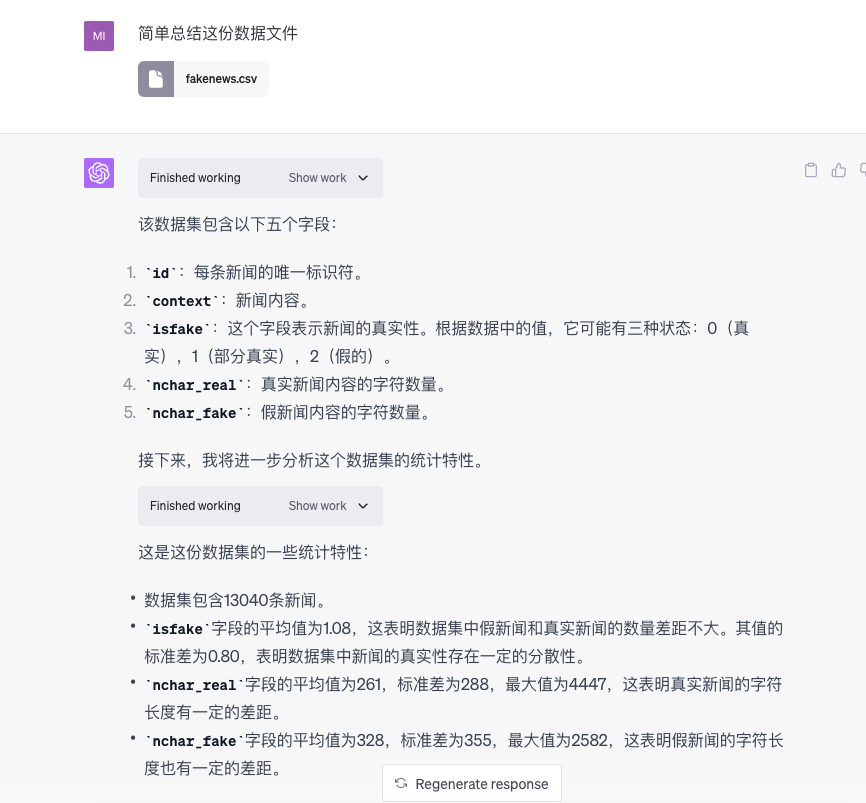 MI
简单总结这份数据文件
fakenews.csv
Finished working Show work
该数据集包含以下五个字段：
1. `id`：每条新闻的唯一标识符。
2. `context`：新闻内容。
3. `isfake`：这个字段表示新闻的真实性。根据数据中的值，它可能有三种状态：0（真
实），1（部分真实），2（假的）。
4. `nchar_real`：真实新闻内容的字符数量。
5. `nchar_fake`：假新闻内容的字符数量。
接下来，我将进一步分析这个数据集的统计特性。
Finished working Show work
这是这份数据集的一些统计特性：
• 数据集包含13040条新闻。
• `isfake`字段的平均值为1.08，这表明数据集中假新闻和真实新闻的数量差距不大。其值的
标准差为0.80，表明数据集中新闻的真实性存在一定的分散性。
• `nchar_real`字段的平均值为261，标准差为288，最大值为4447，这表明真实新闻的字符
长度有一定的差距。
• `nchar_fake`字段的平均值为328，标准差为355，最大值为2582，这表明假新闻的字符长
度也有一定的差距。
Regenerate response